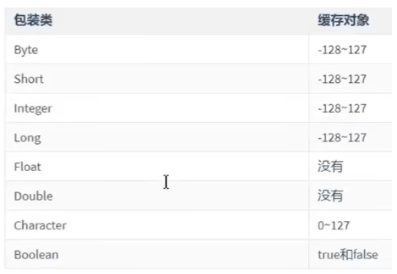 包装类 缓存对象
Byte -128~127
Short -128~127
Integer -128~127
Long -128~127
Float 没有
Double 没有
Character 0~127
Boolean true和false